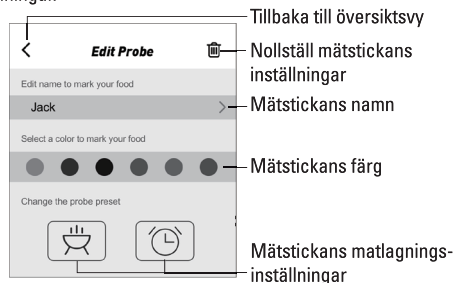 Tillbaka till översiktsvy
Edit Probe
Nollställ mätstickans
inställningar
Edit name to mark your food
Jack
Mätstickans namn
Select a color to mark your food
Mätstickans färg
Change the probe preset
Mätstickans matlagnings-
inställningar